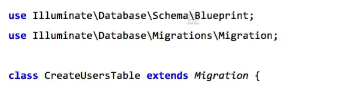 use Illuminate\Database\Schema\Blueprint;
use Illuminate\Database\Migrations\Migration;
class CreateUsersTable extends Migration {